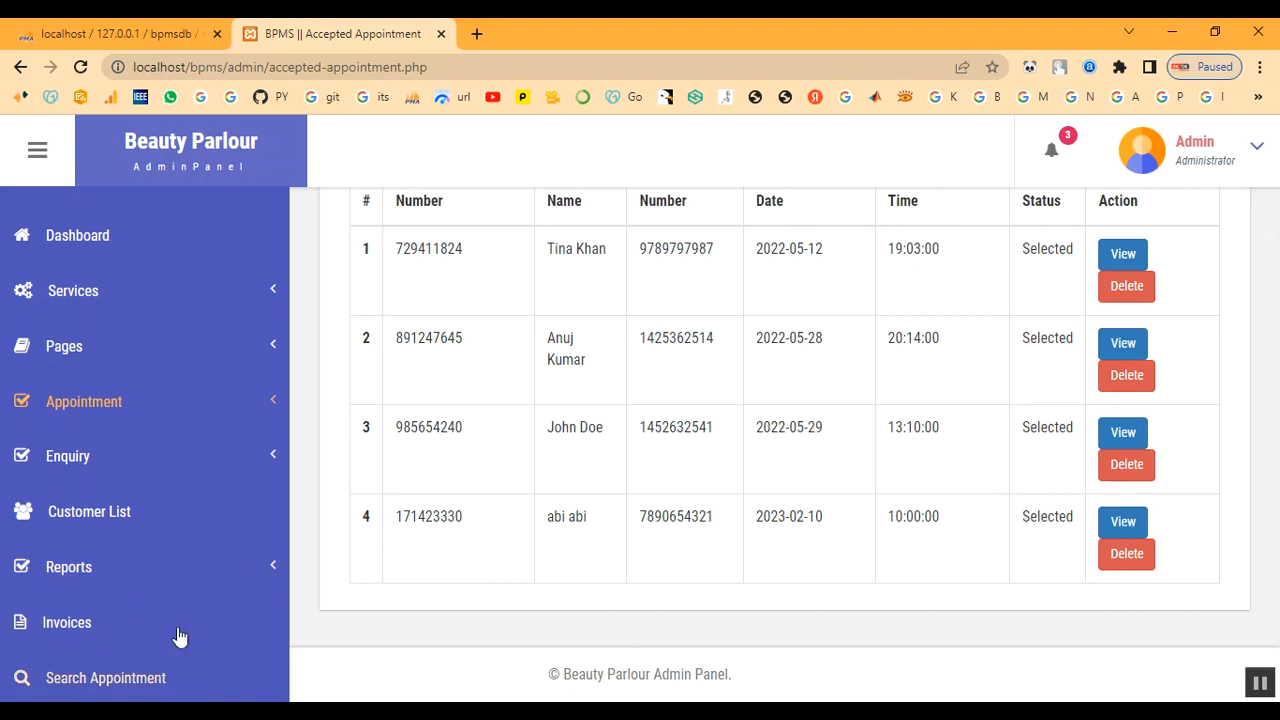 localhost / 127.0.0.1 / bpmsdb /
BPMS || Accepted Appointment
localhost/bpms/admin/accepted-appointment.php
Paused
IEEE
PY
git
its
url
Go
K
B
M
N
A
P
I
Beauty Parlour
AdminPanel
3
Admin
Administrator
Dashboard
Services
Pages
Appointment
Enquiry
Customer List
Reports
Invoices
Search Appointment
# Number Name Number Date Time Status Action
1 729411824 Tina Khan 9789797987 2022-05-12 19:03:00 Selected View
Delete
2 891247645 Anuj 1425362514 2022-05-28 20:14:00 Selected View
Kumar
Delete
3 985654240 John Doe 1452632541 2022-05-29 13:10:00 Selected View
Delete
4 171423330 abi abi 7890654321 2023-02-10 10:00:00 Selected View
Delete
© Beauty Parlour Admin Panel.